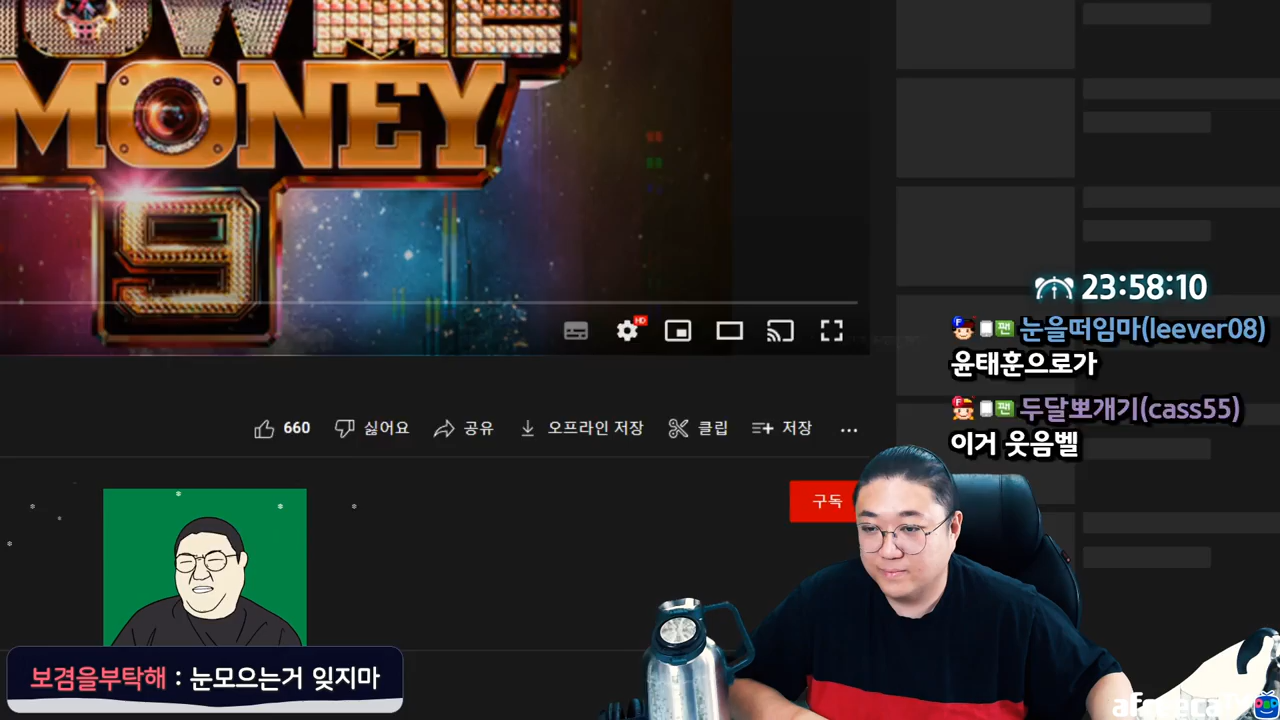 MONEY
9
HD
660
싫어요
공유
오프라인 저장
클립
저장
구독
23:58:10
눈을떠임마(leever08)
윤태훈으로가
두달뽀개기(cass55)
이거 웃음벨
보겸을부탁해 : 눈모으는거 잊지마